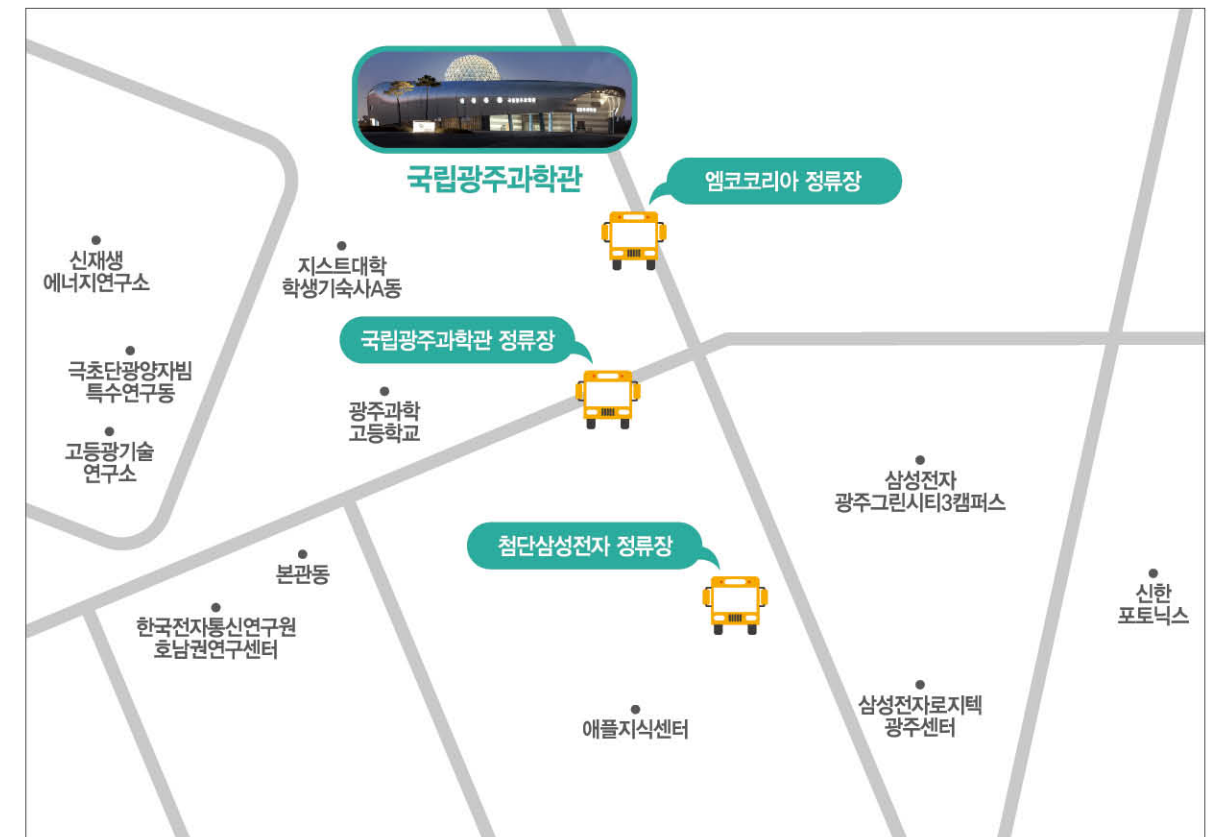 국립광주과학관
엠코코리아 정류장
신재생
에너지연구소
지스트대학
학생기숙사A동
국립광주과학관 정류장
극초단광양자빔
특수연구동
광주과학
고등학교
고등광기술
연구소
삼성전자
광주그린시티3캠퍼스
첨단삼성전자 정류장
본관동
신한
포토닉스
한국전자통신연구원
호남권연구센터
삼성전자로지텍
광주센터
애플지식센터